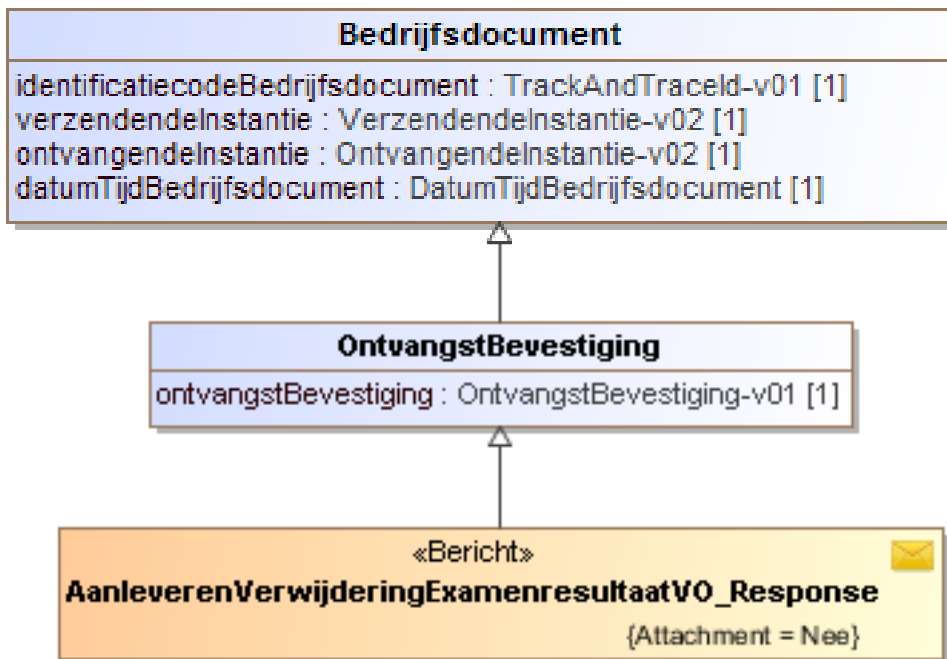 Bedrijfsdocument
identificatiecodeBedrijfsdocument : TrackAndTraceId-v01 [1]
verzendendeInstantie : VerzendendeInstantie-v02 [1]
ontvangendeInstantie : OntvangendeInstantie-v02 [1]
datumTijdBedrijfsdocument : DatumTijdBedrijfsdocument [1]
OntvangstBevestiging
ontvangstBevestiging : OntvangstBevestiging-v01 [1]
«Bericht»
AanleverenVerwijderingExamenresultaatVO_Response
{Attachment = Nee}